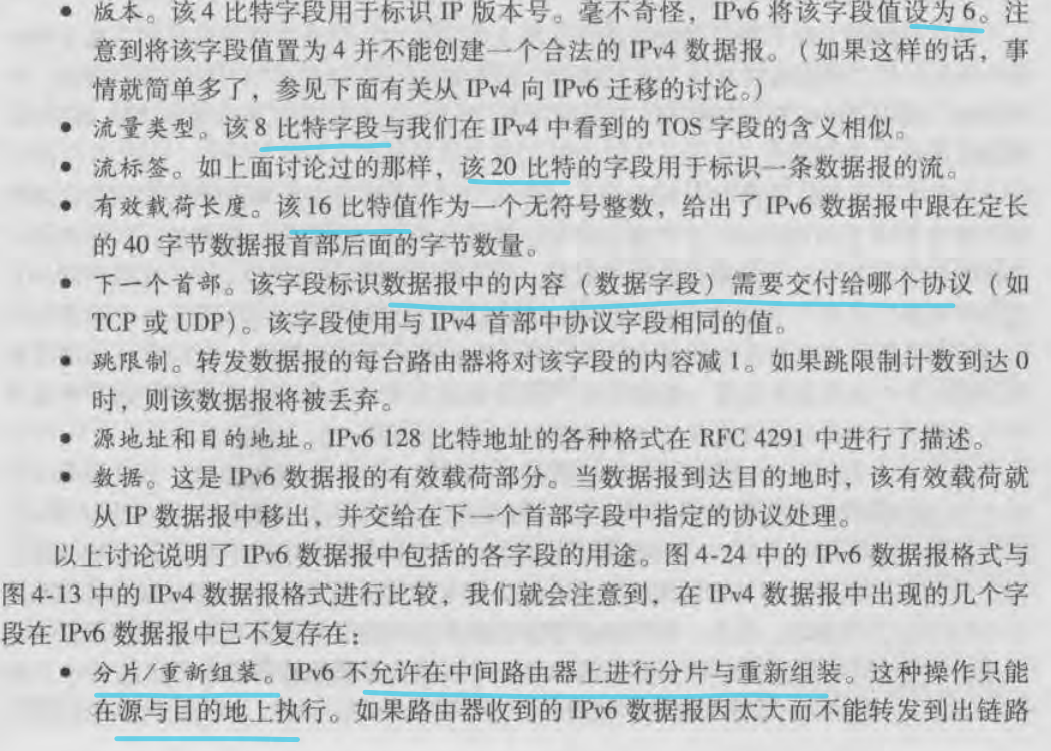 • 版本。该 4 比特字段用于标识 IP 版本号。毫不奇怪，IPv6 将该字段值设为 6。注
意到将该字段值置为 4 并不能创建一个合法的 IPv4 数据报。（如果这样的话，事
情就简单多了，参见下面有关从 IPv4 向 IPv6 迁移的讨论。）
• 流量类型。该 8 比特字段与我们在 IPv4 中看到的 TOS 字段的含义相似。
• 流标签。如上面讨论过的那样，该 20 比特的字段用于标识一条数据报的流。
• 有效载荷长度。该 16 比特值作为一个无符号整数，给出了 IPv6 数据报中跟在定长
的 40 字节数据报首部后面的字节数量。
• 下一个首部。该字段标识数据报中的内容（数据字段）需要交付给哪个协议（如
TCP 或 UDP）。该字段使用与 IPv4 首部中协议字段相同的值。
• 跳限制。转发数据报的每台路由器将对该字段的内容减 1。如果跳限制计数到达 0
时，则该数据报将被丢弃。
• 源地址和目的地址。IPv6 128 比特地址的各种格式在 RFC 4291 中进行了描述。
• 数据。这是 IPv6 数据报的有效载荷部分。当数据报到达目的地时，该有效载荷就
从 IP 数据报中移出，并交给在下一个首部字段中指定的协议处理。
以上讨论说明了 IPv6 数据报中包括的各字段的用途。图 4-24 中的 IPv6 数据报格式与
图 4-13 中的 IPv4 数据报格式进行比较，我们就会注意到，在 IPv4 数据报中出现的几个字
段在 IPv6 数据报中已不复存在：
• 分片/重新组装。IPv6 不允许在中间路由器上进行分片与重新组装。这种操作只能
在源与目的地上执行。如果路由器收到的 IPv6 数据报因太大而不能转发到出链路